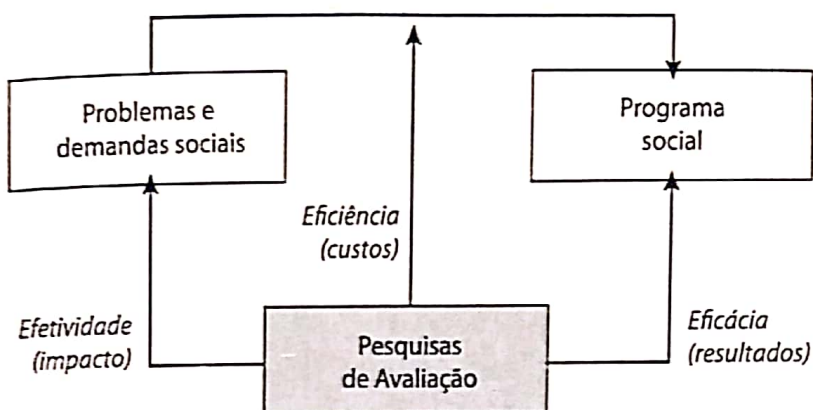 Problemas e
demandas sociais
Programa
social
Eficiência
(custos)
Efetividade
(impacto)
Pesquisas
de Avaliação
Eficácia
(resultados)